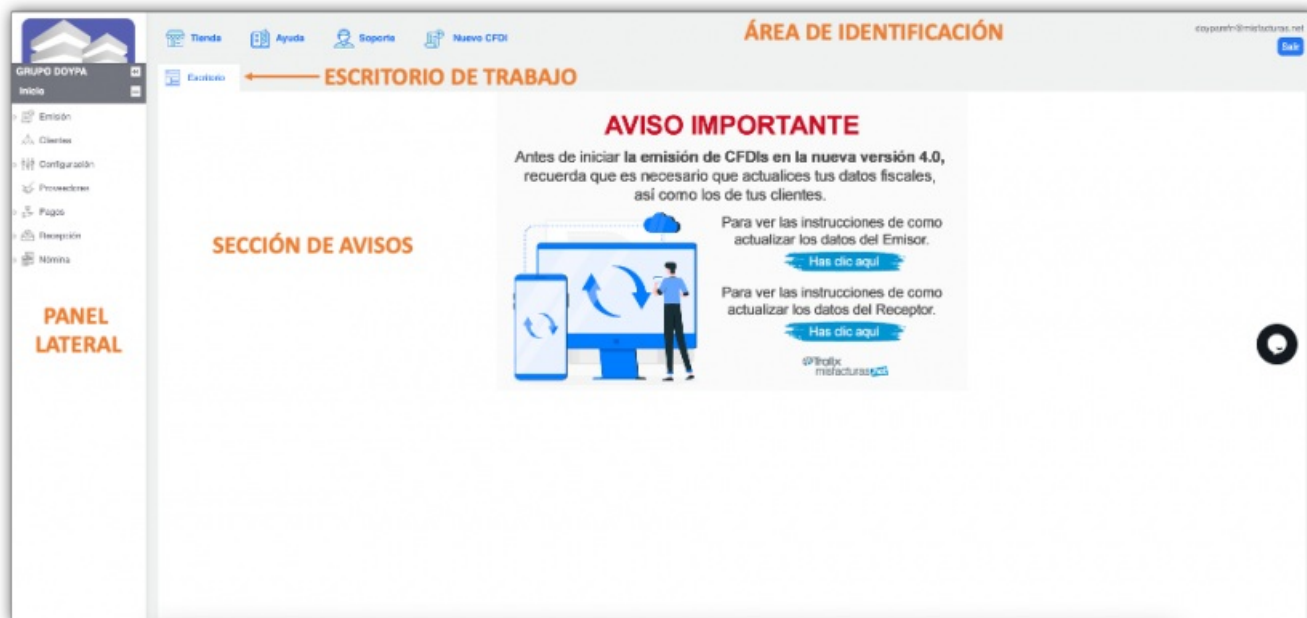 Tienda
Ayuda
Soporte
Nuevo CFDI
ÁREA DE IDENTIFICACIÓN
Salir
GRUPO DOYPA
Inicio
Escritorio
ESCRITORIO DE TRABAJO
Emisión
Clientes
Configuración
Proveedores
Pagos
Recepción
Nómina
PANEL
LATERAL
SECCIÓN DE AVISOS
AVISO IMPORTANTE
Antes de iniciar la emisión de CFDIs en la nueva versión 4.0,
recuerda que es necesario que actualices tus datos fiscales,
así como los de tus clientes.
Para ver las instrucciones de como
actualizar los datos del Emisor.
Has clic aquí
Para ver las instrucciones de como
actualizar los datos del Receptor.
Has clic aquí
misfacturas.net